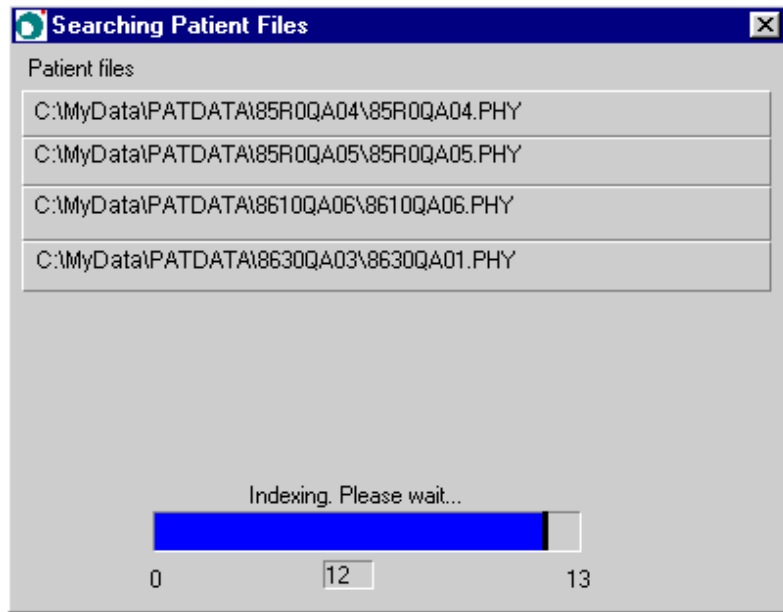 Searching Patient Files
Patient files
C:\MyData\PATDATA\85R0QA04\85R0QA04.PHY
C:\MyData\PATDATA\85R0QA05\85R0QA05.PHY
C:\MyData\PATDATA\8610QA06\8610QA06.PHY
C:\MyData\PATDATA\8630QA03\8630QA01.PHY
Indexing. Please wait...
0 12 13